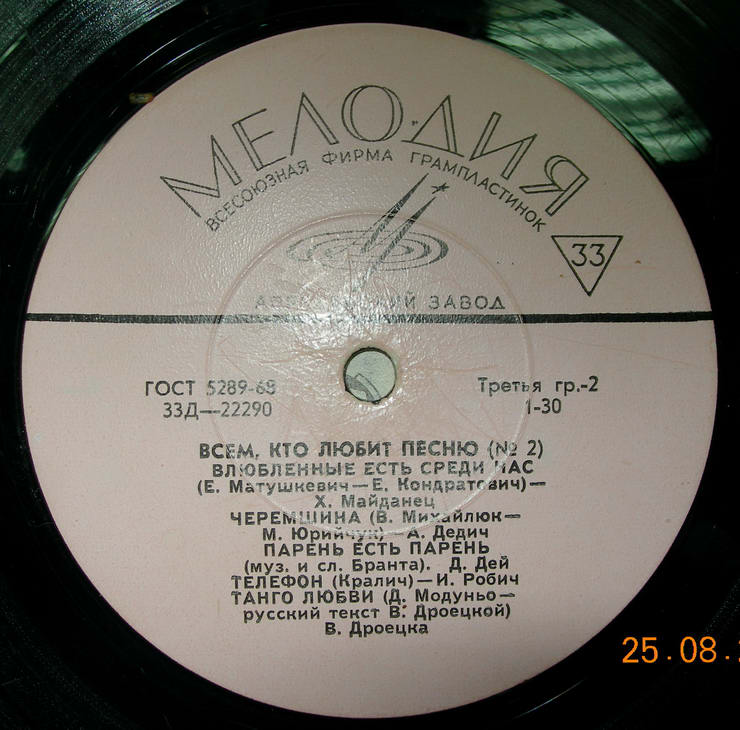 МЕЛОДИЯ
ВСЕСОЮЗНАЯ ФИРМА ГРАМПЛАСТИНОК
33
ЗАВОД
ГОСТ 5289-68
Третья гр.-2
33Д—22290
1-30
ВСЕМ, КТО ЛЮБИТ ПЕСНЮ (№ 2)
ВЛЮБЛЕННЫЕ ЕСТЬ СРЕДИ НАС
(Е. Матушкевич—Е. Кондратович)—
Х. Майданец
ЧЕРЕМШИНА (В. Михайлюк—
М. Юрийчук)—А. Дедич
ПАРЕНЬ ЕСТЬ ПАРЕНЬ
(муз. и сл. Бранта). Д. Дей
ТЕЛЕФОН (Кралич)—И. Робич
ТАНГО ЛЮБВИ (Д. Модуньо—
русский текст В. Дроецкой)
В. Дроецка
25.08.